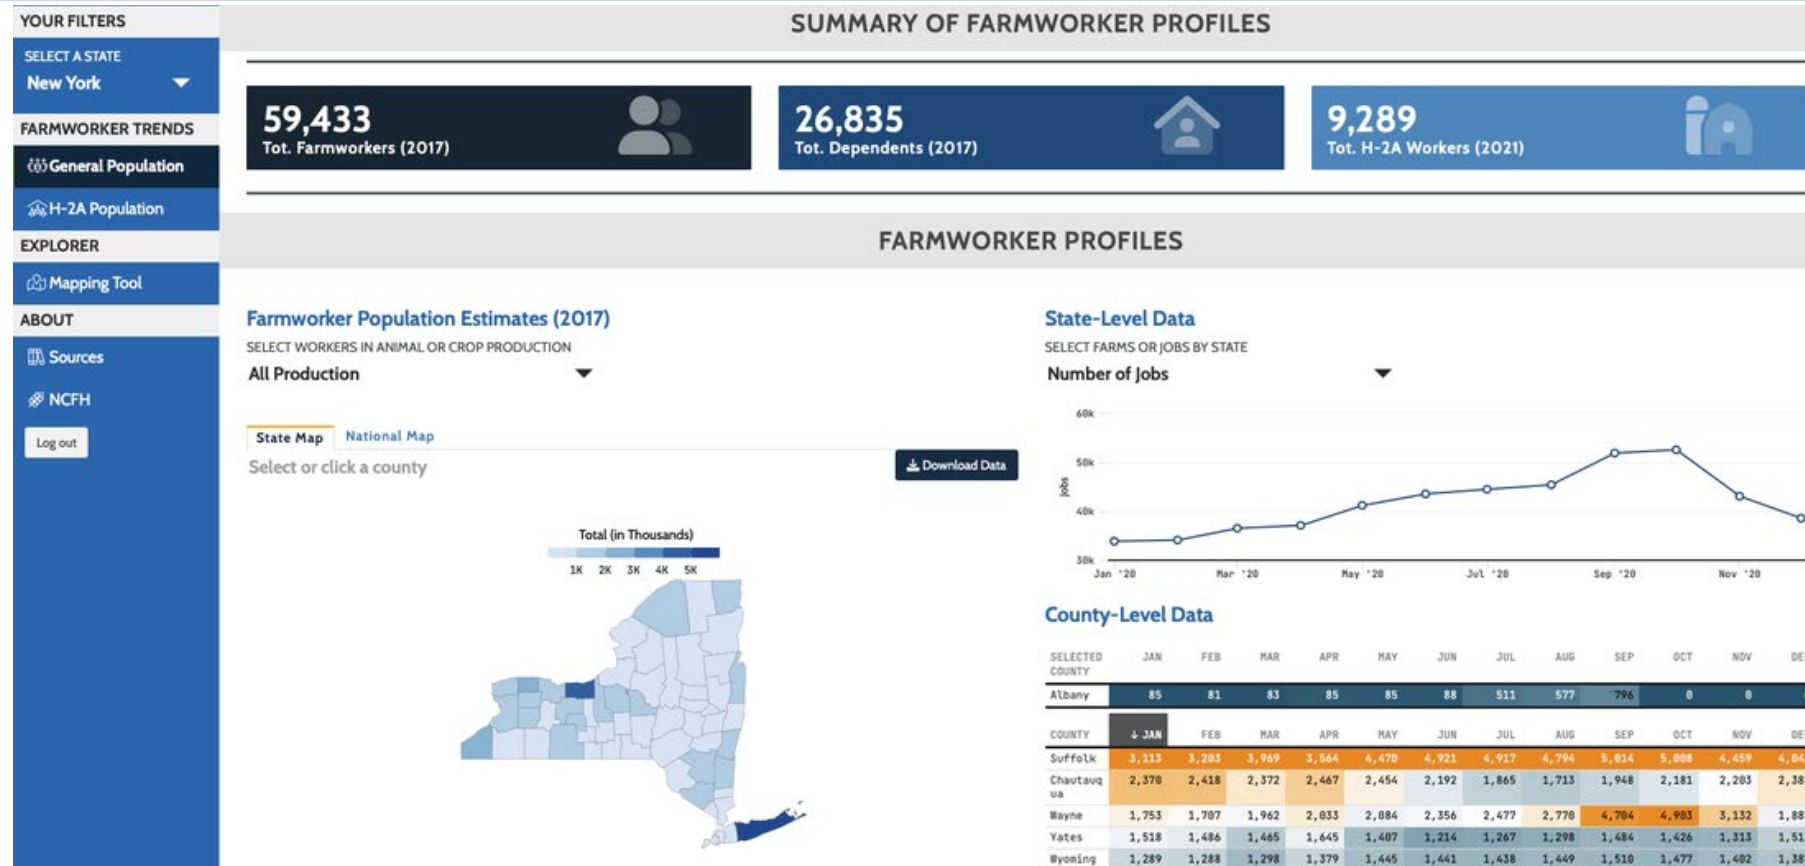 YOUR FILTERS
SELECT A STATE
New York
FARMWORKER TRENDS
General Population
H-2A Population
EXPLORER
Mapping Tool
ABOUT
Sources
NCFH
Log out
SUMMARY OF FARMWORKER PROFILES
59,433
Tot. Farmworkers (2017)
26,835
Tot. Dependents (2017)
9,289
Tot. H-2A Workers (2021)
FARMWORKER PROFILES
Farmworker Population Estimates (2017)
SELECT WORKERS IN ANIMAL OR CROP PRODUCTION
All Production
State Map National Map
Select or click a county
Download Data
Total (in Thousands)
1K 2K 3K 4K 5K
State-Level Data
SELECT FARMS OR JOBS BY STATE
Number of Jobs
60k
50k
40k
30k
Jobs
Jan '20 Mar '20 May '20 Jul '20 Sep '20 Nov '20
County-Level Data
SELECTED COUNTY JAN FEB MAR APR MAY JUN JUL AUG SEP OCT NOV
Albany 85 81 83 85 85 88 511 577 796 0 0
COUNTY ↓ JAN FEB MAR APR MAY JUN JUL AUG SEP OCT NOV
Suffolk 3,113 3,203 3,969 3,564 4,470 4,921 4,917 4,794 5,014 5,008 4,459
Chautauq
ua 2,370 2,418 2,372 2,467 2,454 2,192 1,865 1,713 1,948 2,181 2,203
Wayne 1,753 1,707 1,962 2,033 2,084 2,356 2,477 2,770 4,704 4,903 3,132
Yates 1,518 1,486 1,465 1,645 1,407 1,214 1,267 1,298 1,484 1,426 1,313
Wyoming 1,289 1,288 1,298 1,379 1,445 1,441 1,438 1,449 1,510 1,477 1,402